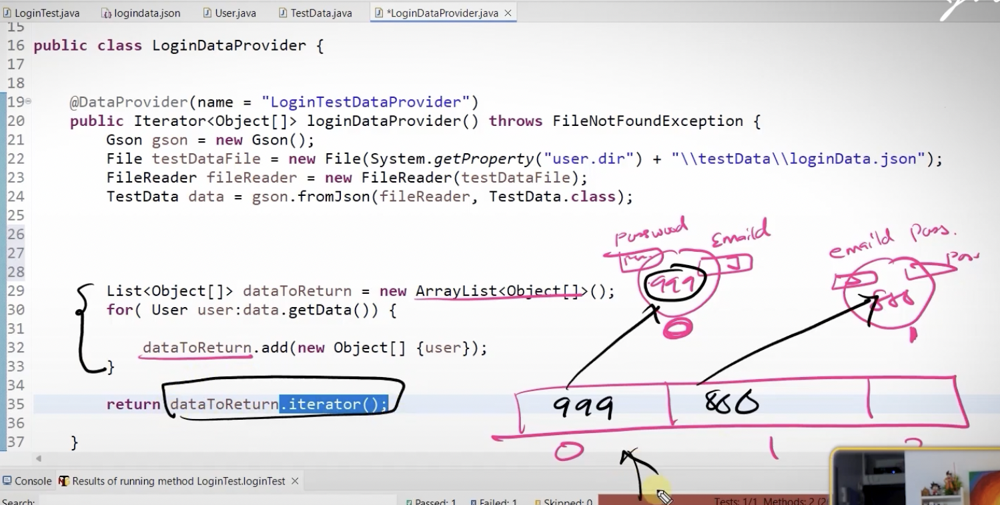 LoginTest.java logindata.json User.java TestData.java *LoginDataProvider.java
15
16 public class LoginDataProvider {
17
18
19 @DataProvider(name = "LoginTestDataProvider")
20 public Iterator<Object[]> loginDataProvider() throws FileNotFoundException {
21 Gson gson = new Gson();
22 File testDataFile = new File(System.getProperty("user.dir") + "\\testData\\loginData.json");
23 FileReader fileReader = new FileReader(testDataFile);
24 TestData data = gson.fromJson(fileReader, TestData.class);
25
26
27
28
Password Emaild
emaild Pass.
999
888
0
1
29 List<Object[]> dataToReturn = new ArrayList<Object[]>();
30 for( User user:data.getData()) {
31
32 dataToReturn.add(new Object[] {user});
33 }
34
35 return dataToReturn.iterator();
999 888
36
37 }
0 1
Console Results of running method LoginTest.loginTest
Search: Passed: 1 Failed: 1 Skipped: 0 Tests: 1/1 Methods: 2